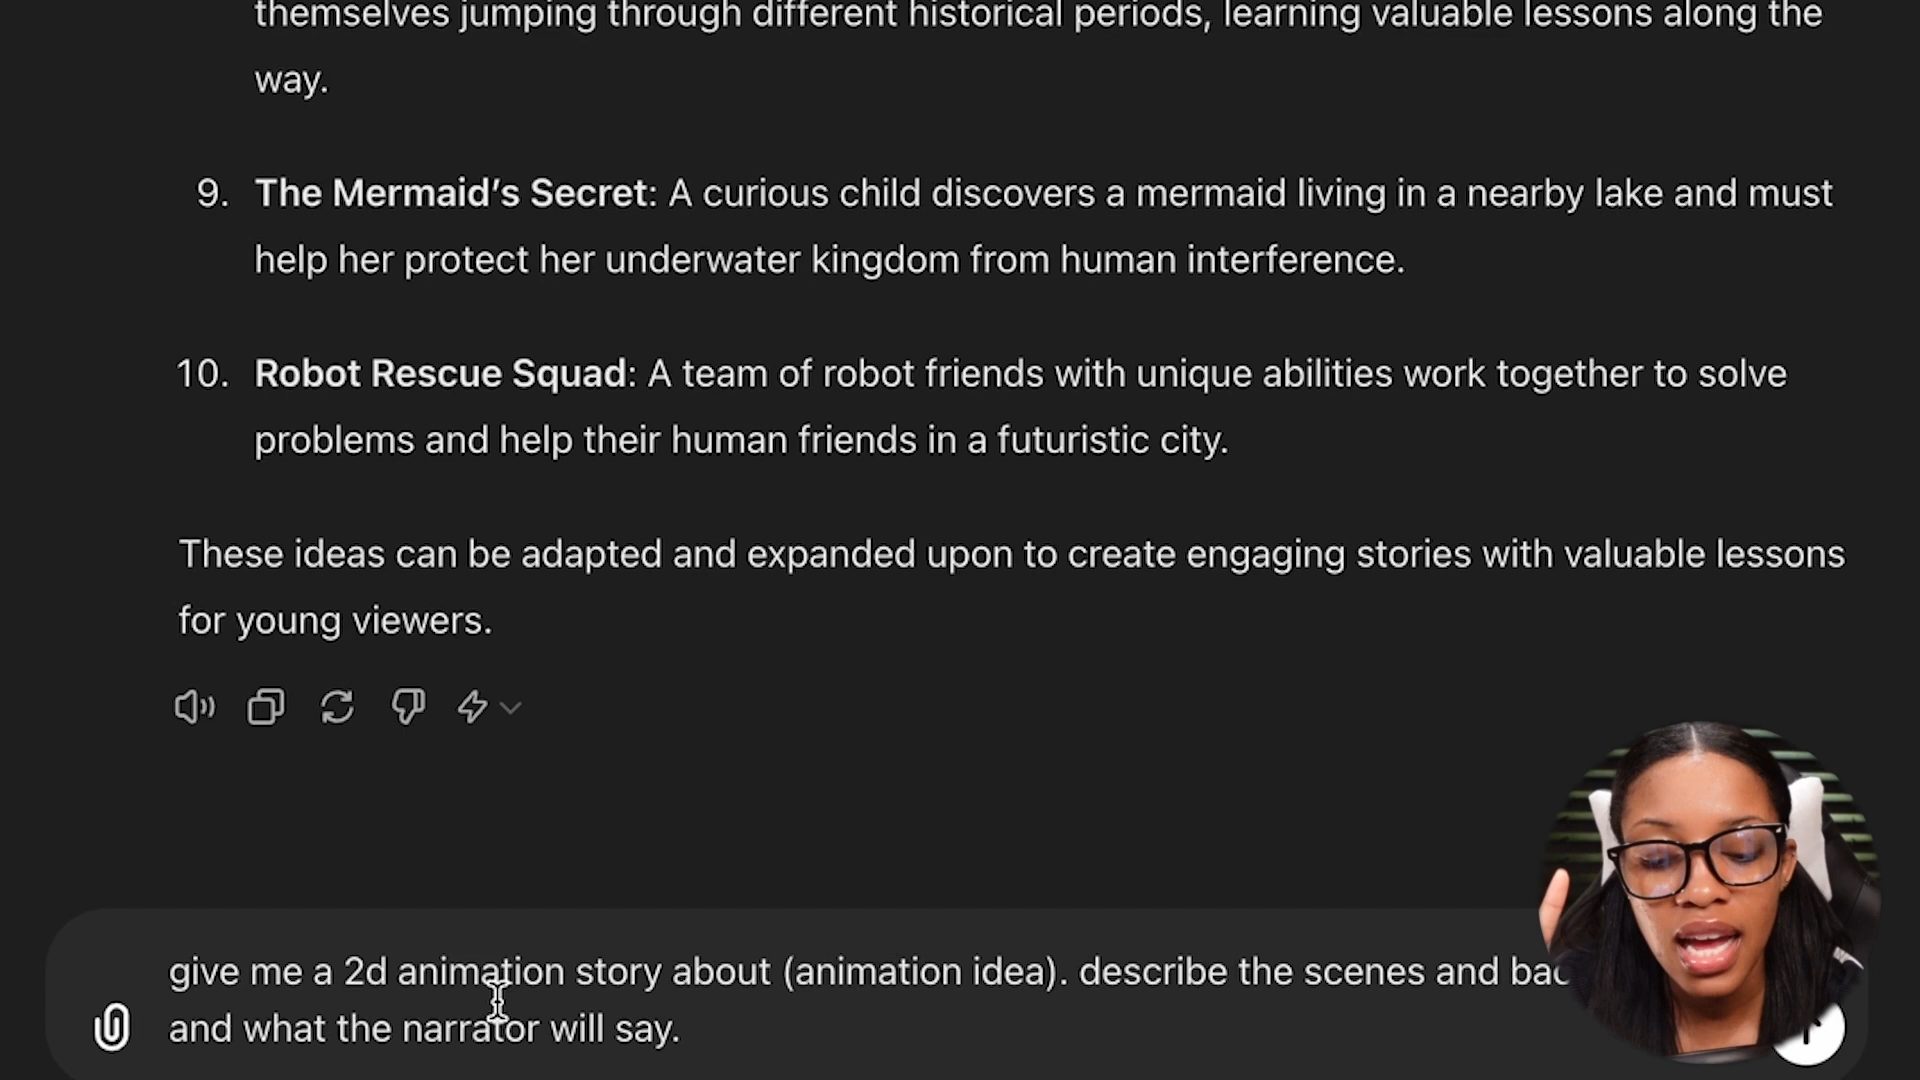 themselves jumping through different historical periods, learning valuable lessons along the
way.
9. The Mermaid’s Secret: A curious child discovers a mermaid living in a nearby lake and must
help her protect her underwater kingdom from human interference.
10. Robot Rescue Squad: A team of robot friends with unique abilities work together to solve
problems and help their human friends in a futuristic city.
These ideas can be adapted and expanded upon to create engaging stories with valuable lessons
for young viewers.
give me a 2d animation story about (animation idea). describe the scenes and
and what the narrator will say.